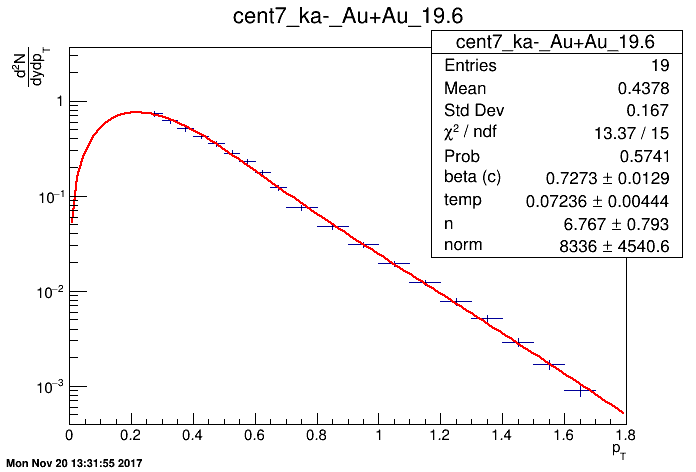 cent7_ka-_Au+Au_19.6
d²N
dydp_T
cent7_ka-_Au+Au_19.6
Entries 19
Mean 0.4378
Std Dev 0.167
χ² / ndf 13.37 / 15
Prob 0.5741
beta (c) 0.7273 ± 0.0129
temp 0.07236 ± 0.00444
n 6.767 ± 0.793
norm 8336 ± 4540.6
1
10⁻¹
10⁻²
10⁻³
0 0.2 0.4 0.6 0.8 1 1.2 1.4 1.6 1.8
p_T
Mon Nov 20 13:31:55 2017